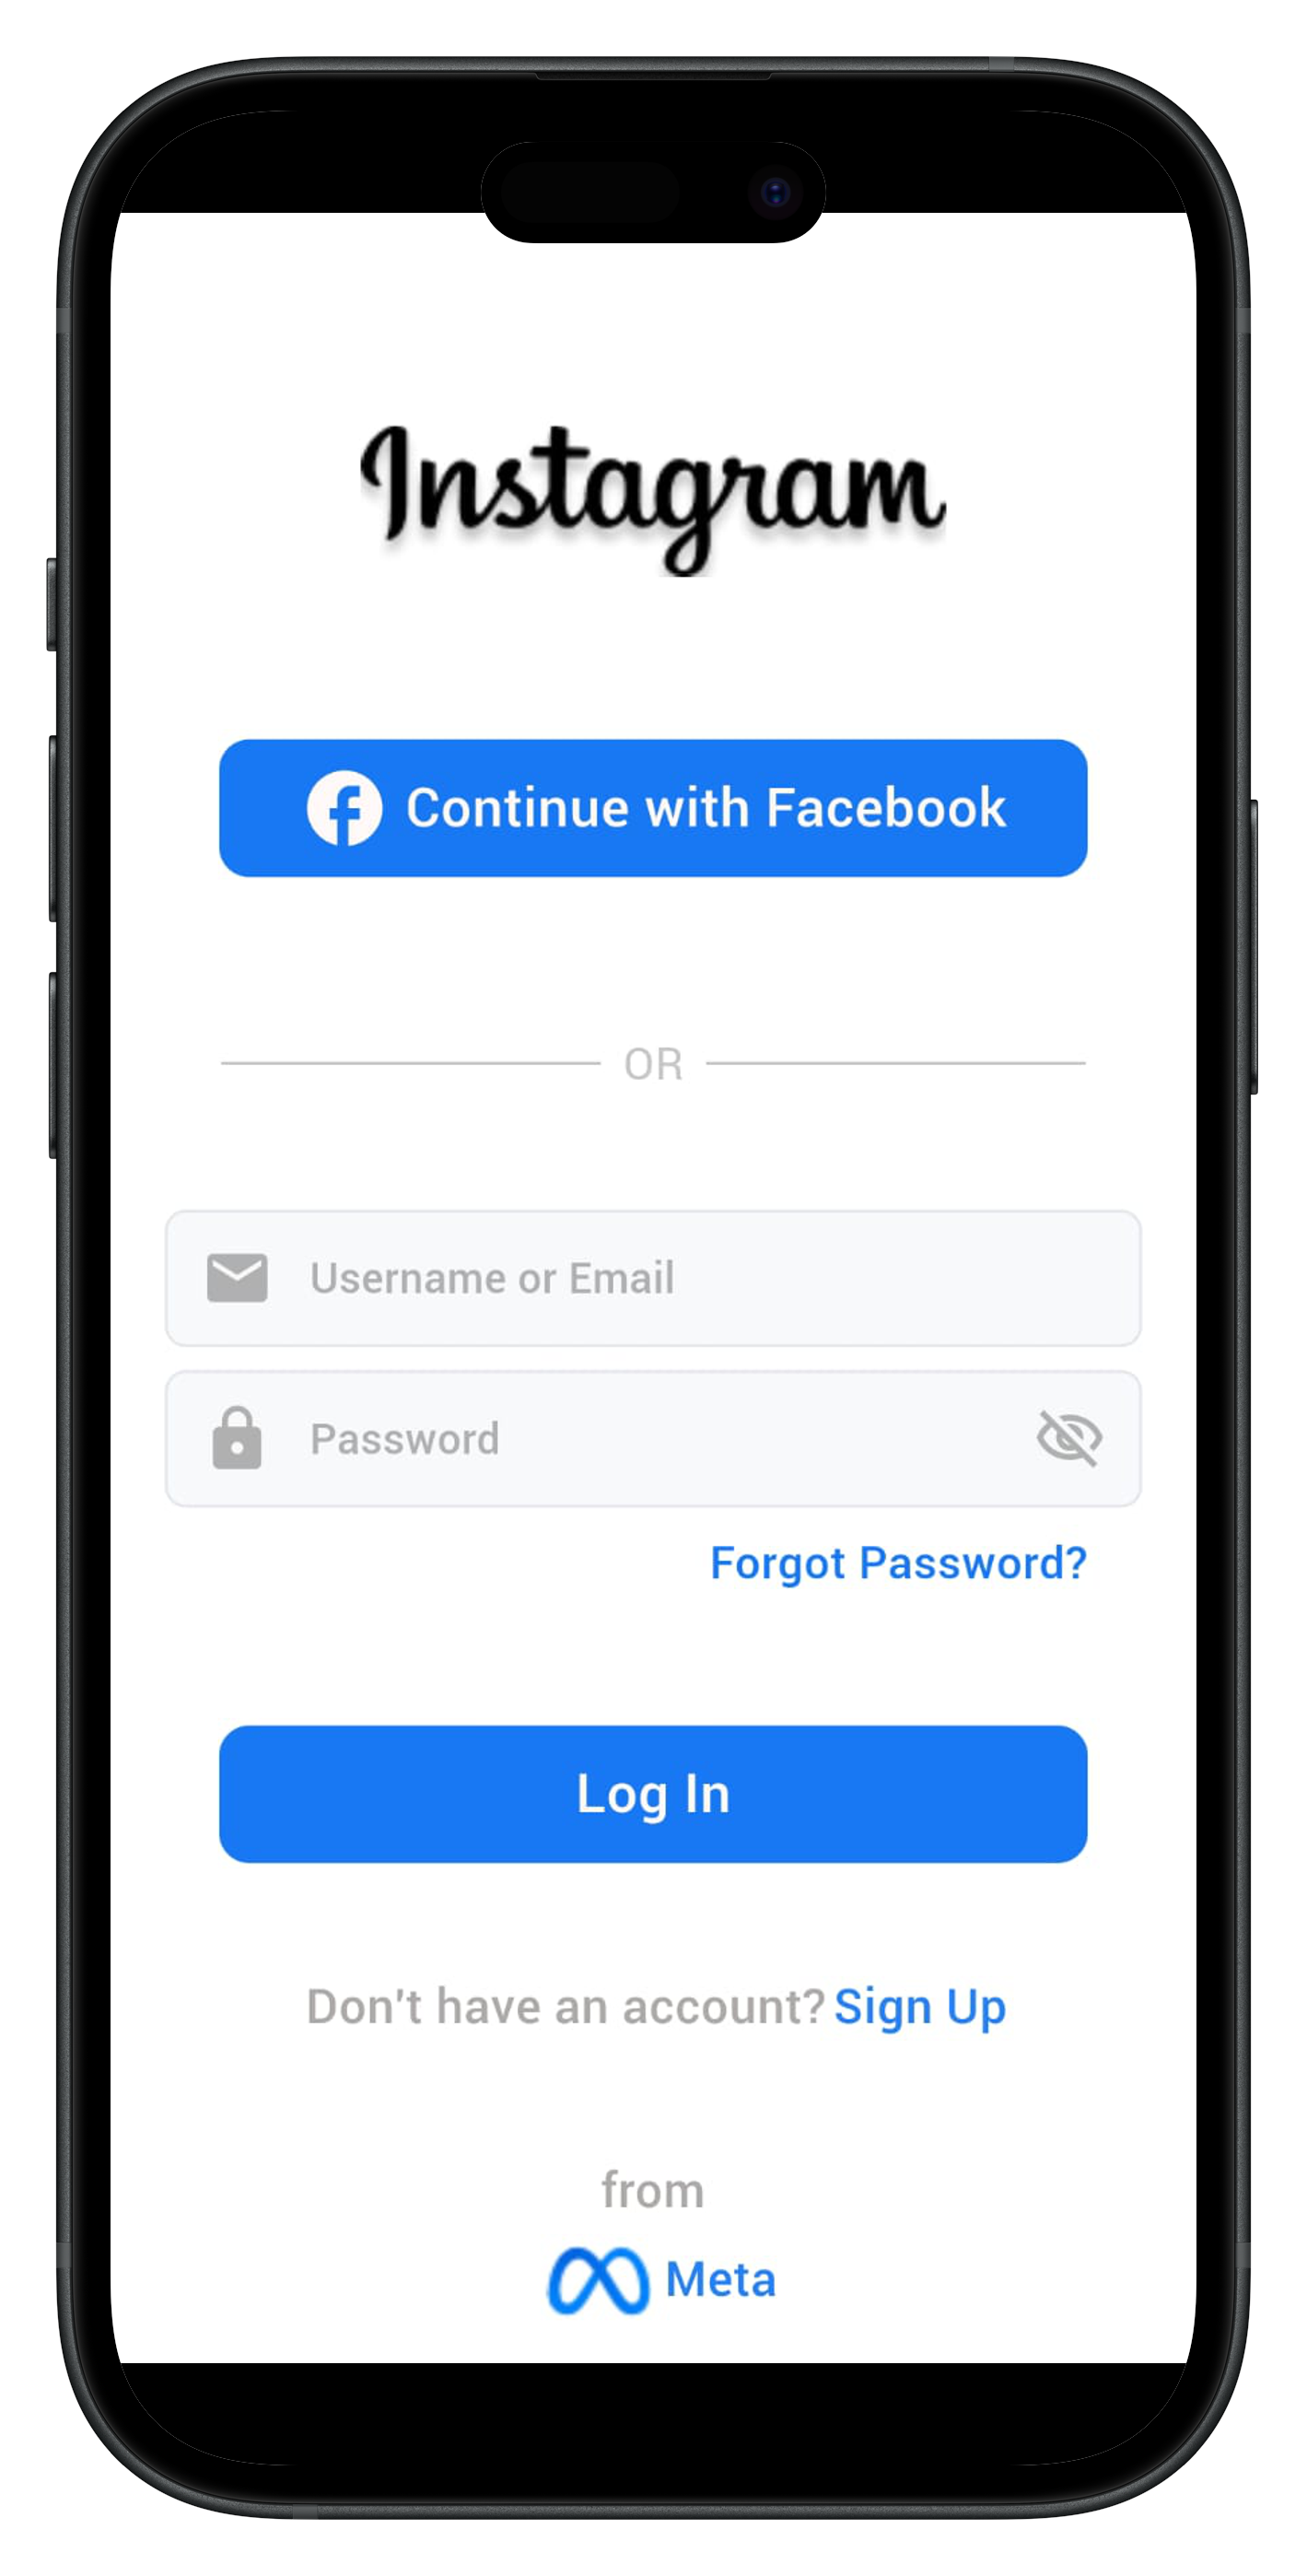 Instagram
Continue with Facebook
OR
Username or Email
Password
Forgot Password?
Log In
Don't have an account? Sign Up
from
Meta